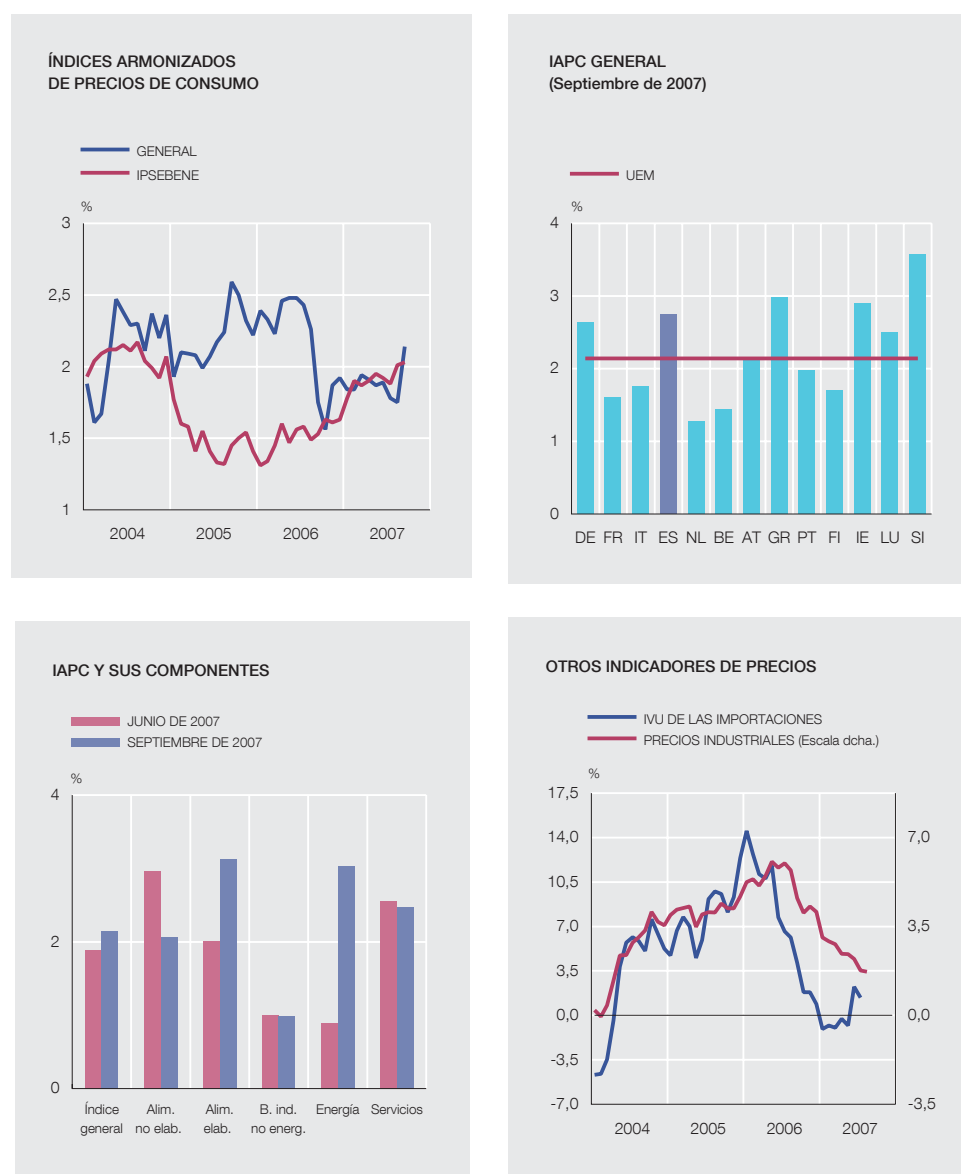 ÍNDICES ARMONIZADOS
DE PRECIOS DE CONSUMO
GENERAL
IPSEBENE
%
3
2,5
2
1,5
1
2004 2005 2006 2007
IAPC GENERAL
(Septiembre de 2007)
UEM
%
4
3
2
1
0
DE FR IT ES NL BE AT GR PT FI IE LU SI
IAPC Y SUS COMPONENTES
JUNIO DE 2007
SEPTIEMBRE DE 2007
%
4
2
0
Índice Alim. Alim. B. ind. Energía Servicios
general no elab. elab. no energ.
OTROS INDICADORES DE PRECIOS
IVU DE LAS IMPORTACIONES
PRECIOS INDUSTRIALES (Escala dcha.)
%
17,5
14,0 7,0
10,5
7,0 3,5
3,5
0,0 0,0
-3,5
-7,0 -3,5
2004 2005 2006 2007